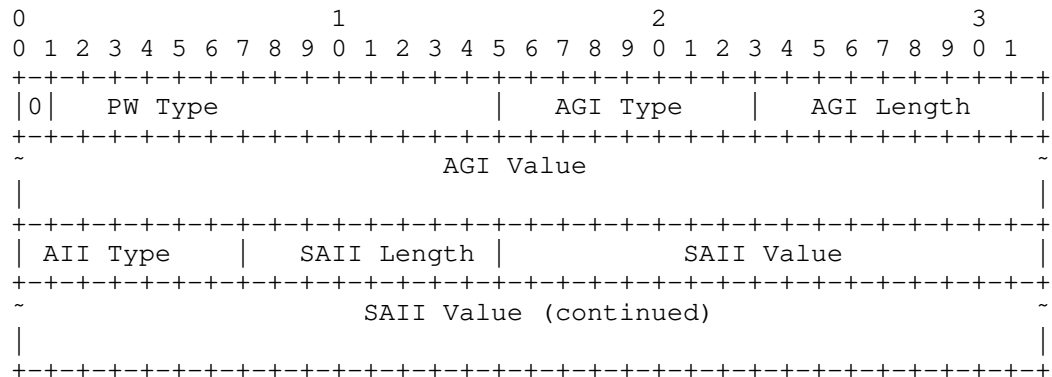 0                   1                   2                   3
0 1 2 3 4 5 6 7 8 9 0 1 2 3 4 5 6 7 8 9 0 1 2 3 4 5 6 7 8 9 0 1
+-+-+-+-+-+-+-+-+-+-+-+-+-+-+-+-+-+-+-+-+-+-+-+-+-+-+-+-+-+-+-+-+
|0|   PW Type                 |   AGI Type    |   AGI Length    |
+-+-+-+-+-+-+-+-+-+-+-+-+-+-+-+-+-+-+-+-+-+-+-+-+-+-+-+-+-+-+-+-+
~                          AGI Value                            ~
|                                                               |
+-+-+-+-+-+-+-+-+-+-+-+-+-+-+-+-+-+-+-+-+-+-+-+-+-+-+-+-+-+-+-+-+
| AII Type    |   SAII Length |           SAII Value            |
+-+-+-+-+-+-+-+-+-+-+-+-+-+-+-+-+-+-+-+-+-+-+-+-+-+-+-+-+-+-+-+-+
~                     SAII Value (continued)                    ~
|                                                               |
+-+-+-+-+-+-+-+-+-+-+-+-+-+-+-+-+-+-+-+-+-+-+-+-+-+-+-+-+-+-+-+-+